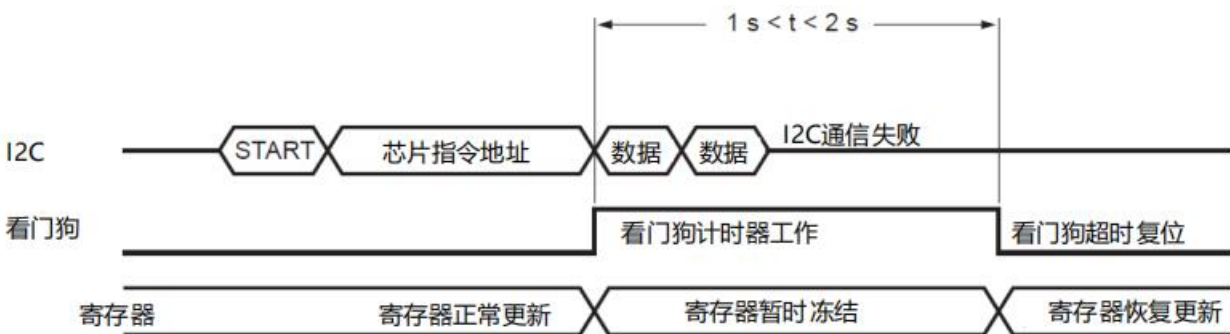 1 s < t < 2 s
I2C START 芯片指令地址 数据 数据 I2C通信失败
看门狗 看门狗计时器工作 看门狗超时复位
寄存器 寄存器正常更新 寄存器暂时冻结 寄存器恢复更新